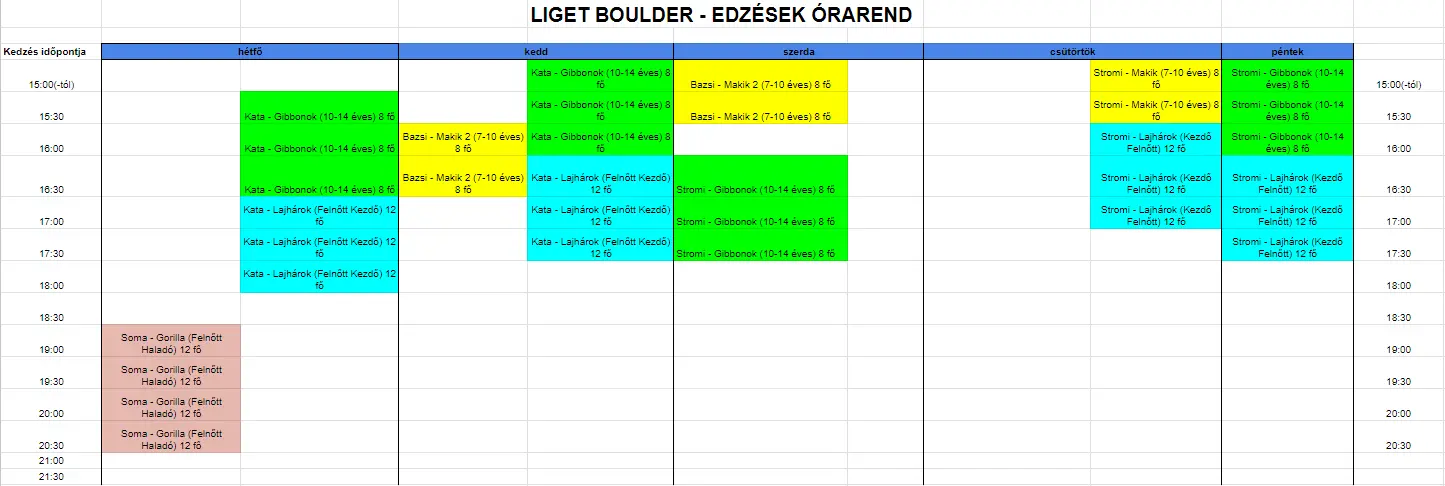 LIGET BOULDER - EDZÉSEK ÓRAREND
Kedzés időpontja hétfő kedd szerda csütörtök péntek
Kata - Gibbonok (10-14 éves) 8 Stromi - Makik (7-10 éves) 8 Stromi - Gibbonok (10-14
15:00(-tól) fő Bazsi - Makik 2 (7-10 éves) 8 fő fő éves) 8 fő 15:00(-tól)
Kata - Gibbonok (10-14 éves) 8 Stromi - Makik (7-10 éves) 8 Stromi - Gibbonok (10-14
15:30 Kata - Gibbonok (10-14 éves) 8 fő fő Bazsi - Makik 2 (7-10 éves) 8 fő fő éves) 8 fő 15:30
Bazsi - Makik 2 (7-10 éves) Kata - Gibbonok (10-14 éves) 8 Stromi - Lajhárok (Kezdő Stromi - Gibbonok (10-14
16:00 Kata - Gibbonok (10-14 éves) 8 fő 8 fő fő Felnőtt) 12 fő éves) 8 fő 16:00
Bazsi - Makik 2 (7-10 éves) Kata - Lajhárok (Felnőtt Kezdő) Stromi - Lajhárok (Kezdő Stromi - Lajhárok (Kezdő
16:30 Kata - Gibbonok (10-14 éves) 8 fő 8 fő 12 fő Stromi - Gibbonok (10-14 éves) 8 fő Felnőtt) 12 fő Felnőtt) 12 fő 16:30
Kata - Lajhárok (Felnőtt Kezdő) 12 Kata - Lajhárok (Felnőtt Kezdő) Stromi - Lajhárok (Kezdő Stromi - Lajhárok (Kezdő
17:00 fő 12 fő Stromi - Gibbonok (10-14 éves) 8 fő Felnőtt) 12 fő Felnőtt) 12 fő 17:00
Kata - Lajhárok (Felnőtt Kezdő) 12 Kata - Lajhárok (Felnőtt Kezdő) Stromi - Lajhárok (Kezdő
17:30 fő 12 fő Stromi - Gibbonok (10-14 éves) 8 fő Felnőtt) 12 fő 17:30
Kata - Lajhárok (Felnőtt Kezdő) 12
18:00 fő 18:00
18:30 18:30
Soma - Gorilla (Felnőtt
19:00 Haladó) 12 fő 19:00
Soma - Gorilla (Felnőtt
19:30 Haladó) 12 fő 19:30
Soma - Gorilla (Felnőtt
20:00 Haladó) 12 fő 20:00
Soma - Gorilla (Felnőtt
20:30 Haladó) 12 fő 20:30
21:00
21:30